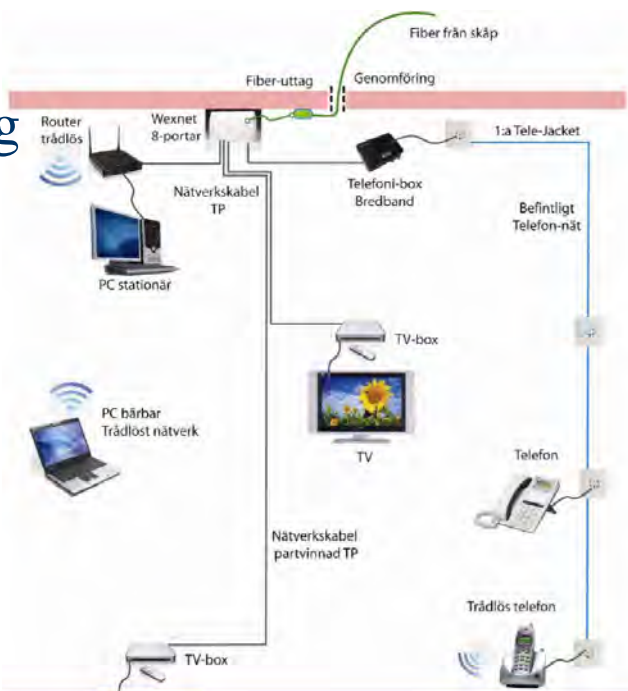 Fiber från skåp
Fiber-uttag
Genomföring
Wexnet
8-portar
Router
trådlös
g
1:a Tele-Jacket
Nätverkskabel
TP
Telefoni-box
Bredband
Befintligt
Telefon-nät
PC stationär
TV-box
PC bärbar
Trådlöst nätverk
TV
Telefon
Nätverkskabel
partvinnad TP
Trådlös telefon
TV-box